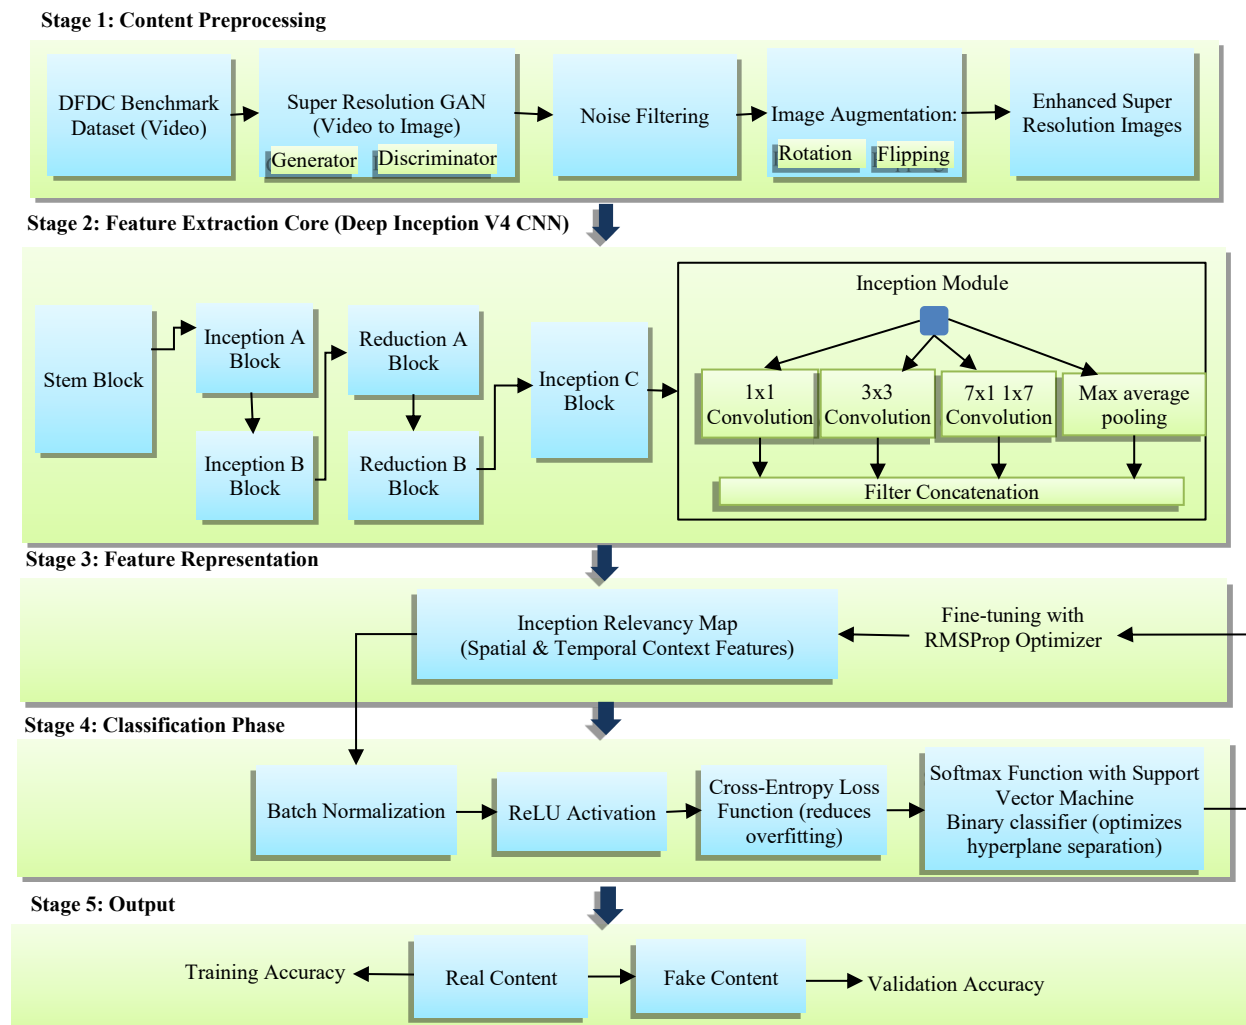 Stage 1: Content Preprocessing
DFDC Benchmark
Dataset (Video)
Super Resolution GAN
(Video to Image)
Generator
Discriminator
Noise Filtering
Image Augmentation:
Rotation
Flipping
Enhanced Super
Resolution Images
Stage 2: Feature Extraction Core (Deep Inception V4 CNN)
Stem Block
Inception A
Block
Inception B
Block
Reduction A
Block
Reduction B
Block
Inception C
Block
Inception Module
1x1
Convolution
3x3
Convolution
7x1 1x7
Convolution
Max average
pooling
Filter Concatenation
Stage 3: Feature Representation
Inception Relevancy Map
(Spatial & Temporal Context Features)
Fine-tuning with
RMSProp Optimizer
Stage 4: Classification Phase
Batch Normalization
ReLU Activation
Cross-Entropy Loss
Function (reduces
overfitting)
Softmax Function with Support
Vector Machine
Binary classifier (optimizes
hyperplane separation)
Stage 5: Output
Training Accuracy
Real Content
Fake Content
Validation Accuracy